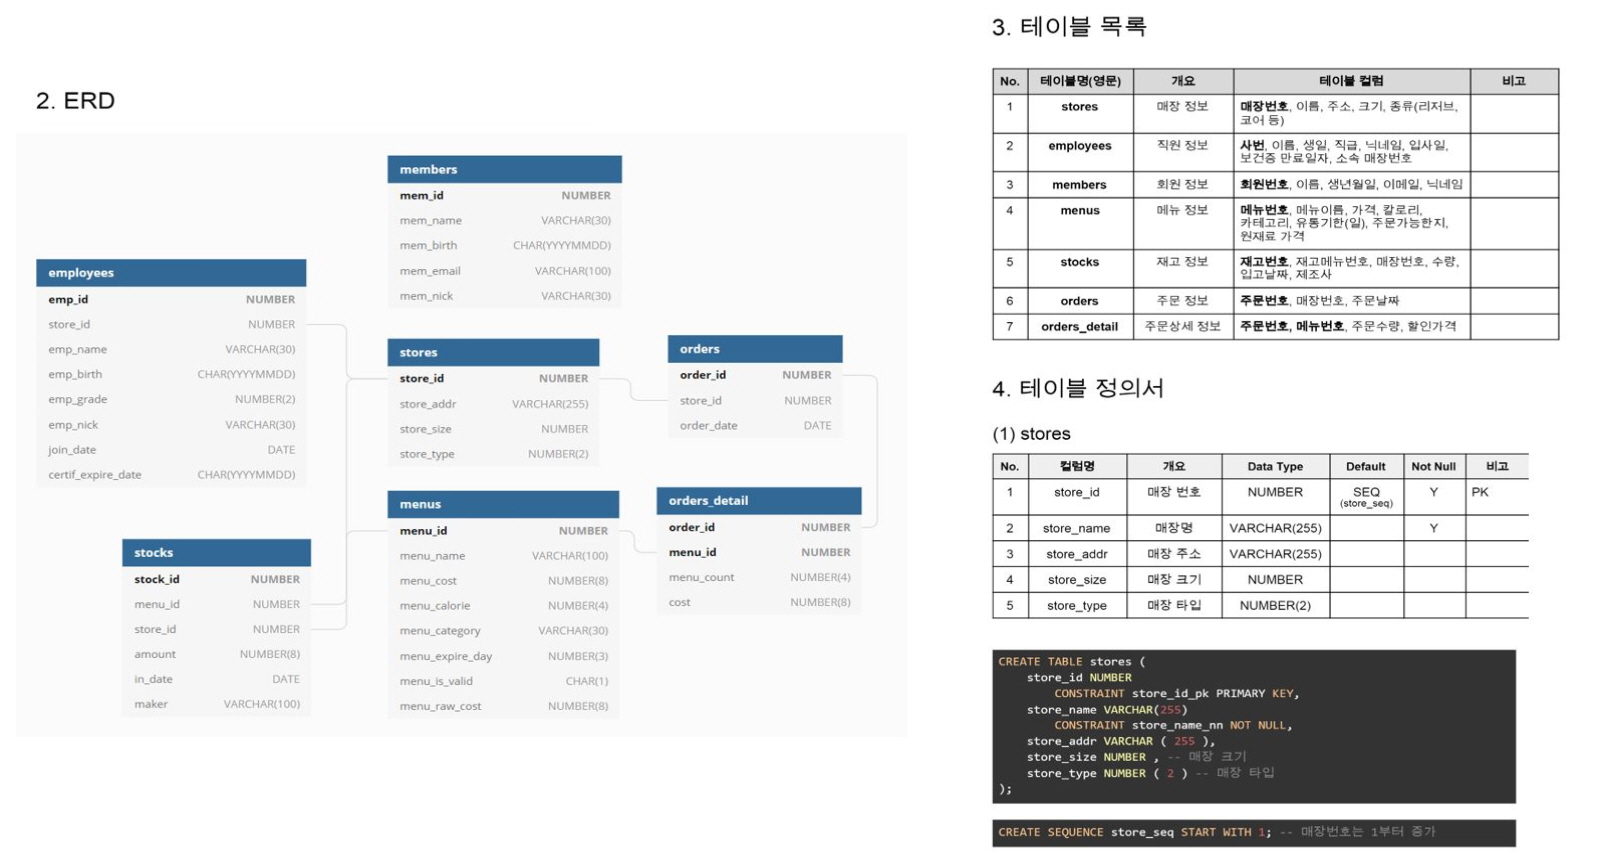 2. ERD
members
mem_id NUMBER
mem_name VARCHAR(30)
mem_birth CHAR(YYYYMMDD)
mem_email VARCHAR(100)
mem_nick VARCHAR(30)
employees
emp_id NUMBER
store_id NUMBER
emp_name VARCHAR(30)
emp_birth CHAR(YYYYMMDD)
emp_grade NUMBER(2)
emp_nick VARCHAR(30)
join_date DATE
certif_expire_date CHAR(YYYYMMDD)
stores
store_id NUMBER
store_addr VARCHAR(255)
store_size NUMBER
store_type NUMBER(2)
orders
order_id NUMBER
store_id NUMBER
order_date DATE
menus
menu_id NUMBER
menu_name VARCHAR(100)
menu_cost NUMBER(8)
menu_calorie NUMBER(4)
menu_category VARCHAR(30)
menu_expire_day NUMBER(3)
menu_is_valid CHAR(1)
menu_raw_cost NUMBER(8)
orders_detail
order_id NUMBER
menu_id NUMBER
menu_count NUMBER(4)
cost NUMBER(8)
stocks
stock_id NUMBER
menu_id NUMBER
store_id NUMBER
amount NUMBER(8)
in_date DATE
maker VARCHAR(100)
3. 테이블 목록
No. 테이블명(영문) 개요 테이블 컬럼 비고
1 stores 매장 정보 매장번호, 이름, 주소, 크기, 종류(리저브,
코어 등)
2 employees 직원 정보 사번, 이름, 생일, 직급, 닉네임, 입사일,
보건증 만료일자, 소속 매장번호
3 members 회원 정보 회원번호, 이름, 생년월일, 이메일, 닉네임
4 menus 메뉴 정보 메뉴번호, 메뉴이름, 가격, 칼로리,
카테고리, 유통기한(일), 주문가능한지,
원재료 가격
5 stocks 재고 정보 재고번호, 재고메뉴번호, 매장번호, 수량,
입고날짜, 제조사
6 orders 주문 정보 주문번호, 매장번호, 주문날짜
7 orders_detail 주문상세 정보 주문번호, 메뉴번호, 주문수량, 할인가격
4. 테이블 정의서
(1) stores
No. 컬럼명 개요 Data Type Default Not Null 비고
1 store_id 매장 번호 NUMBER SEQ Y PK
(store_seq)
2 store_name 매장명 VARCHAR(255) Y
3 store_addr 매장 주소 VARCHAR(255)
4 store_size 매장 크기 NUMBER
5 store_type 매장 타입 NUMBER(2)
CREATE TABLE stores (
store_id NUMBER
CONSTRAINT store_id_pk PRIMARY KEY,
store_name VARCHAR(255)
CONSTRAINT store_name_nn NOT NULL,
store_addr VARCHAR ( 255 ),
store_size NUMBER , -- 매장 크기
store_type NUMBER ( 2 ) -- 매장 타입
);
CREATE SEQUENCE store_seq START WITH 1; -- 매장번호는 1부터 증가